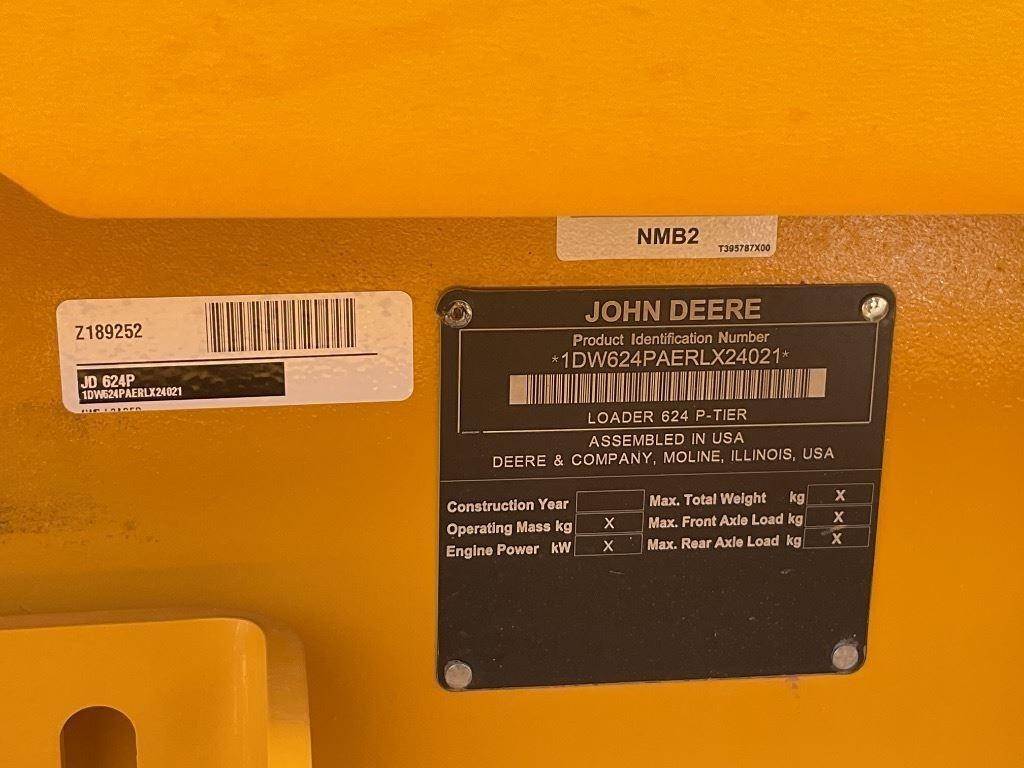 NMB2
T395787X00
Z189252
JD 624P
1DW624PAERLX24021
JOHN DEERE
Product Identification Number
*1DW624PAERLX24021*
LOADER 624 P-TIER
ASSEMBLED IN USA
DEERE & COMPANY, MOLINE, ILLINOIS, USA
Construction Year
Operating Mass kg X
Engine Power kW X
Max. Total Weight kg X
Max. Front Axle Load kg X
Max. Rear Axle Load kg X